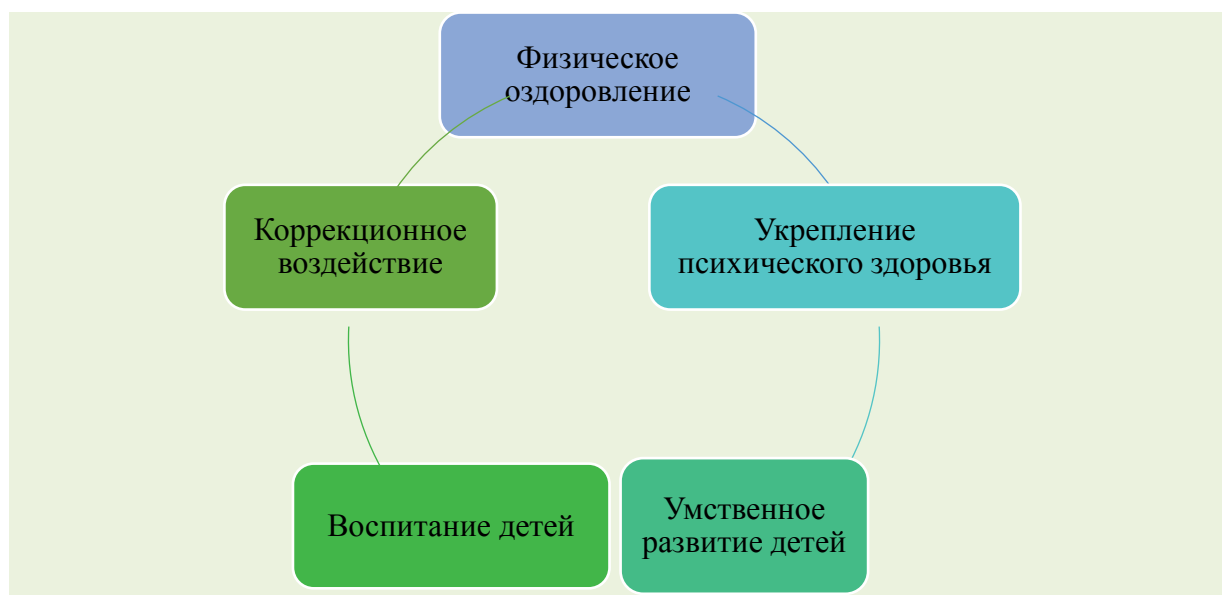 Физическое
оздоровление
Коррекционное
воздействие
Укрепление
психического здоровья
Воспитание детей
Умственное
развитие детей